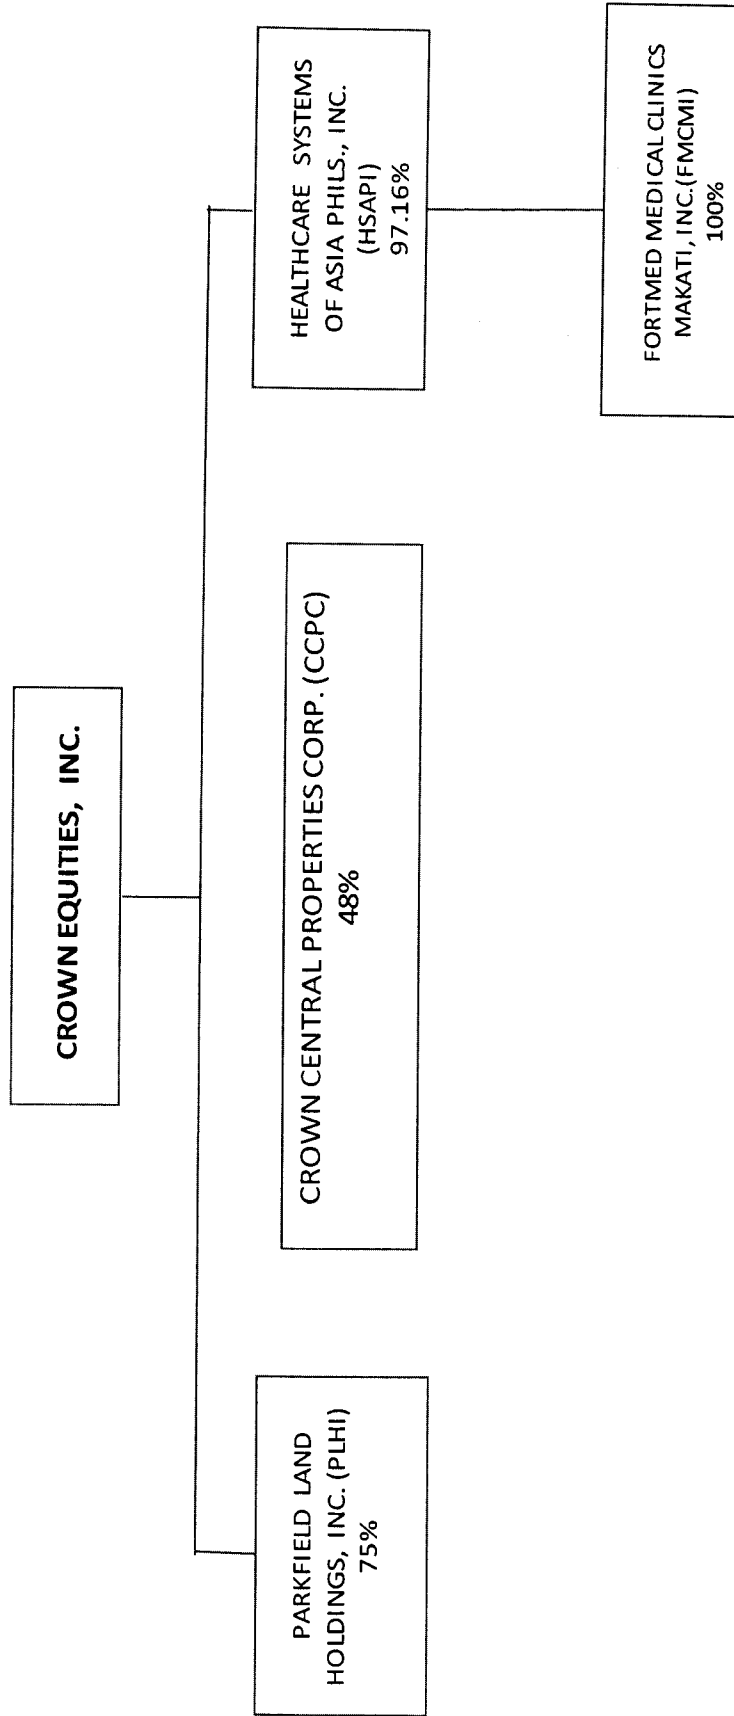 CROWN EQUITIES, INC.
PARKFIELD LAND
HOLDINGS, INC. (PLHI)
75%
CROWN CENTRAL PROPERTIES CORP. (CCPC)
48%
HEALTHCARE SYSTEMS
OF ASIA PHILS., INC.
(HSAPI)
97.16%
FORTMED MEDICAL CLINICS
MAKATI, INC.(FMCMI)
100%